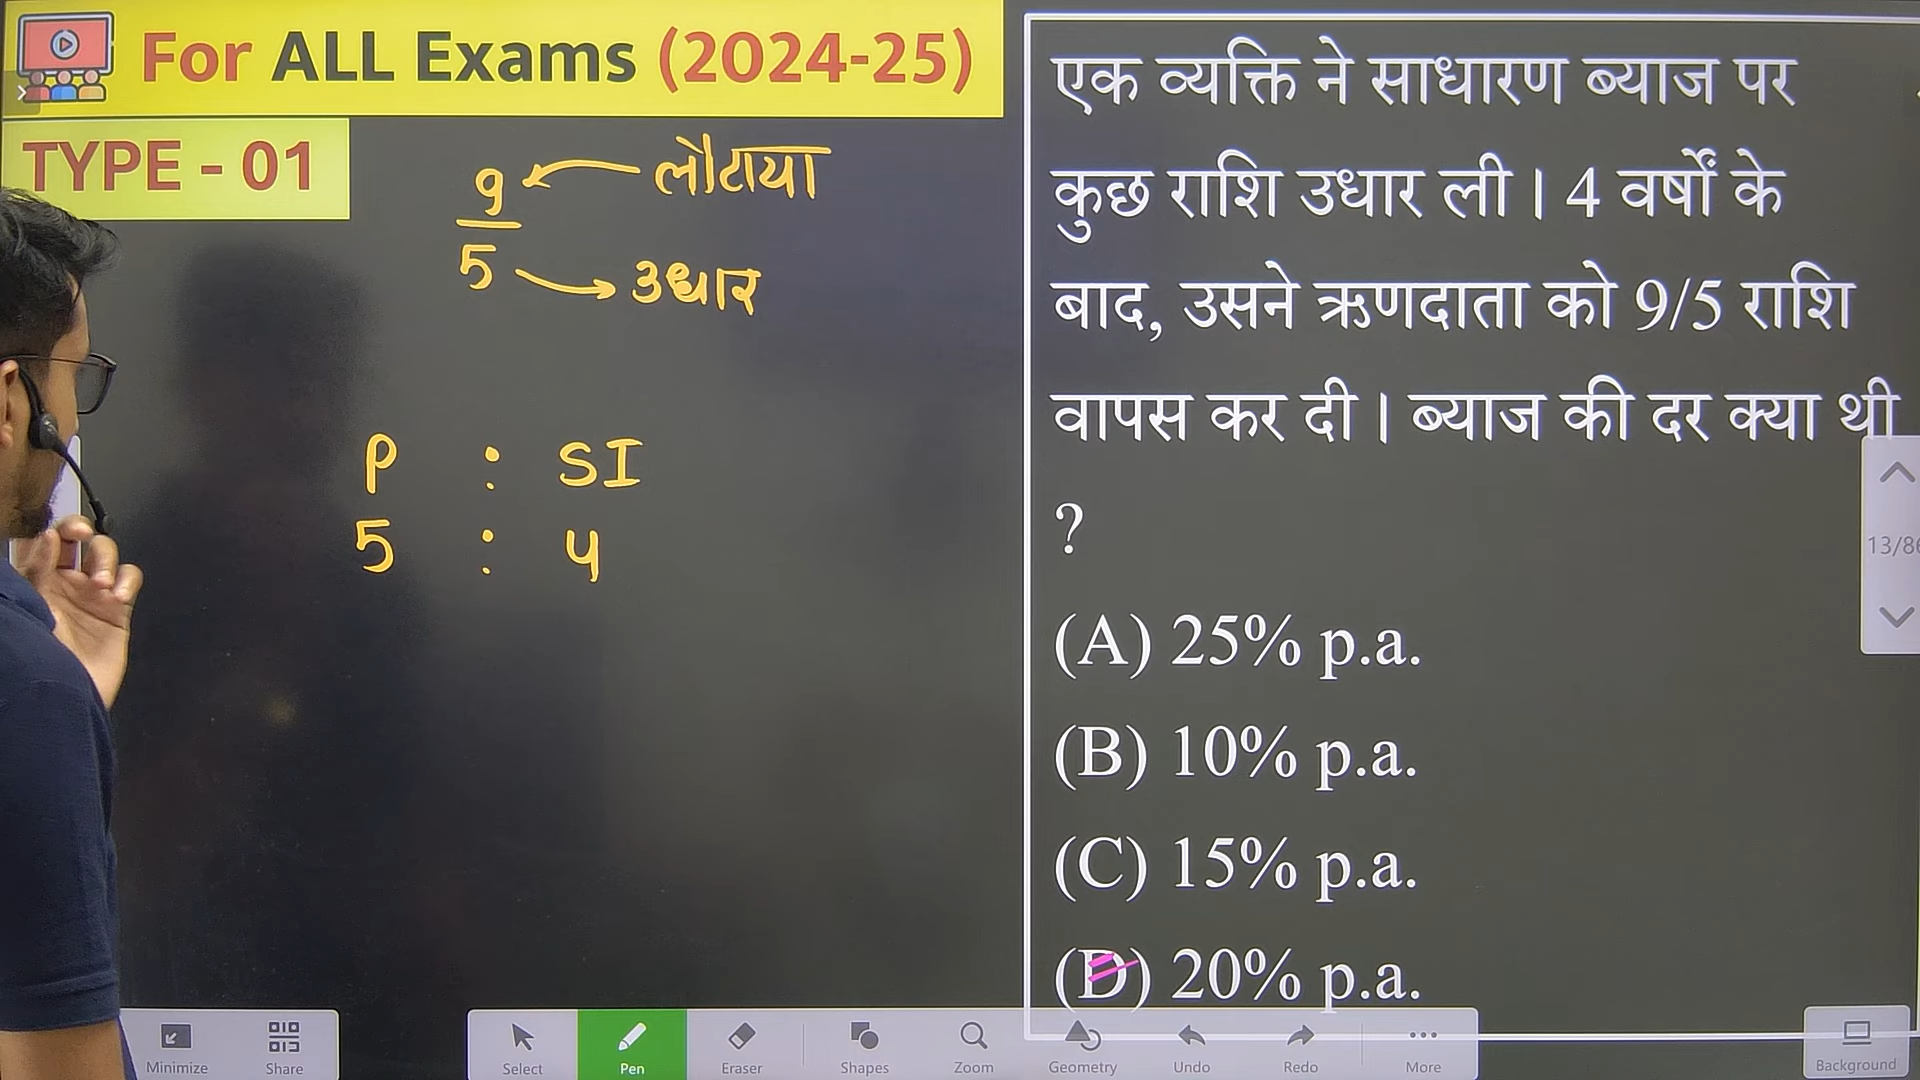 For ALL Exams (2024-25)
TYPE - 01
9 लौटाया
5 उधार
P : SI
5 : 4
एक व्यक्ति ने साधारण ब्याज पर
कुछ राशि उधार ली। 4 वर्षों के
बाद, उसने ऋणदाता को 9/5 राशि
वापस कर दी। ब्याज की दर क्या थी
?
(A) 25% p.a.
(B) 10% p.a.
(C) 15% p.a.
(D) 20% p.a.
13/86
Minimize
Share
Select
Pen
Eraser
Shapes
Zoom
Geometry
Undo
Redo
More
Background